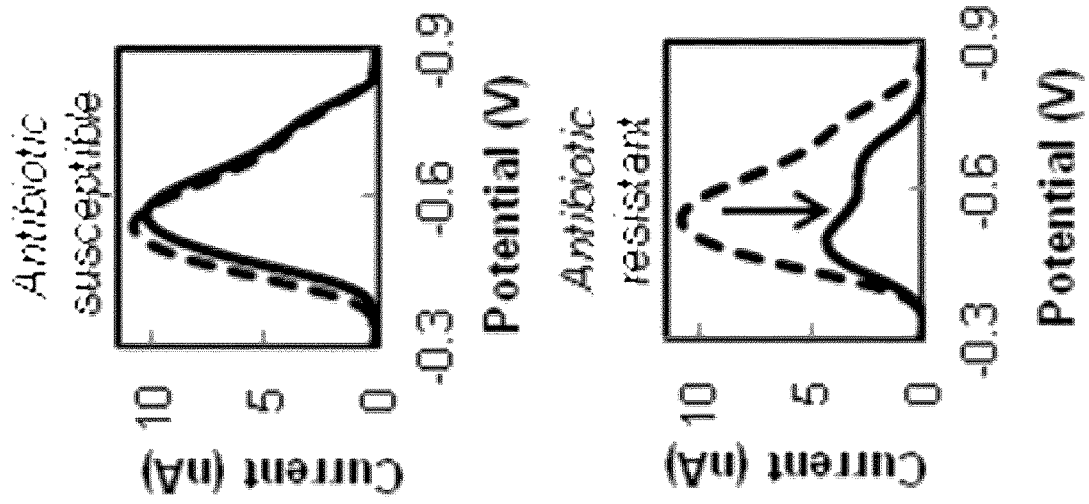 Antibiotic
susceptible
Current (nA)
10
5
0
-0.3
-0.6
-0.9
Potential (V)
Antibiotic
resistant
Current (nA)
10
5
0
-0.3
-0.6
-0.9
Potential (V)